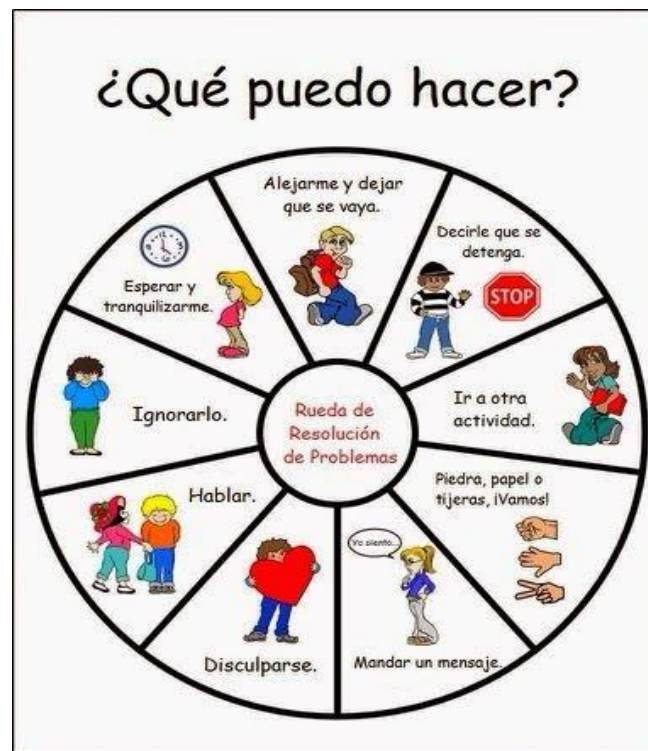 ¿Qué puedo hacer?
Alejarme y dejar
que se vaya.
Decirle que se
detenga.
STOP
Ir a otra
actividad.
Piedra, papel o
tijeras, ¡Vamos!
Yo siento...
Mandar un mensaje.
Disculparse.
Hablar.
Ignorarlo.
Esperar y
tranquilizarme.
Rueda de
Resolución
de Problemas